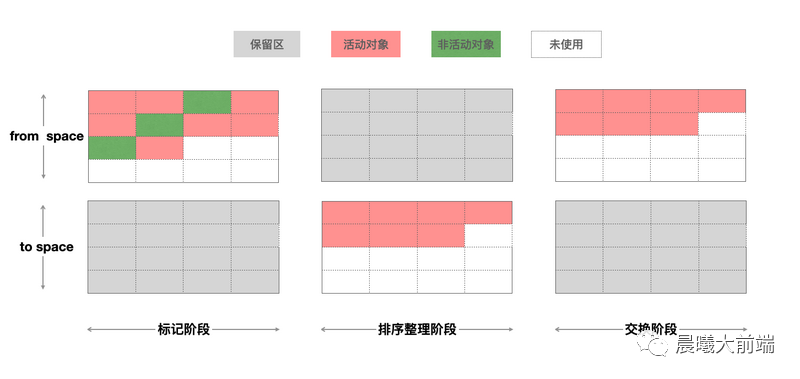 保留区
活动对象
非活动对象
未使用
from space
to space
标记阶段
排序整理阶段
交换阶段
晨曦大前端